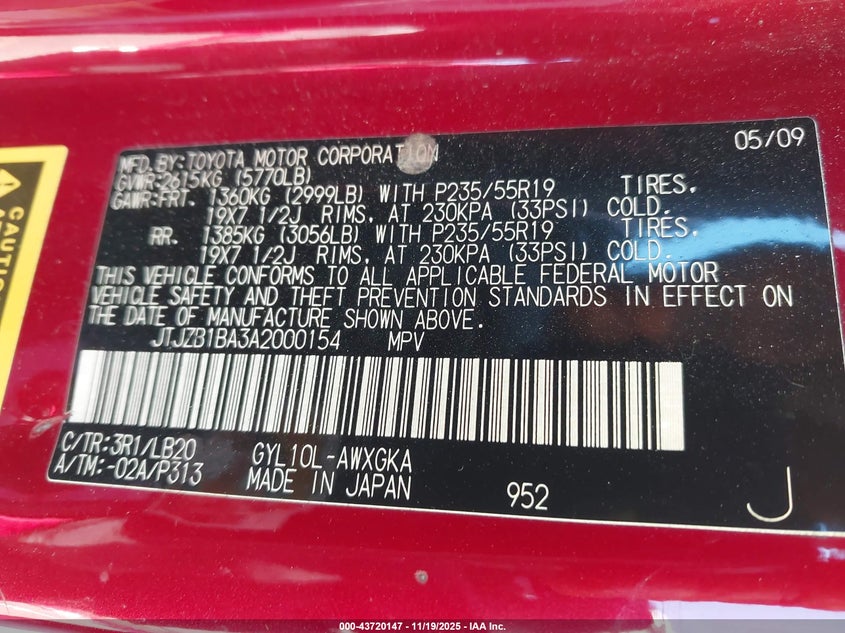 05/09
MFD.BY:TOYOTA MOTOR CORPORATION
GVWR:2615KG (5770LB)
GAWR:FRT. 1360KG (2999LB) WITH P235/55R19 TIRES,
19X7 1/2J RIMS, AT 230KPA (33PSI) COLD.
RR. 1385KG (3056LB) WITH P235/55R19 TIRES,
19X7 1/2J RIMS, AT 230KPA (33PSI) COLD.
THIS VEHICLE CONFORMS TO ALL APPLICABLE FEDERAL MOTOR
VEHICLE SAFETY AND THEFT PREVENTION STANDARDS IN EFFECT ON
THE DATE OF MANUFACTURE SHOWN ABOVE.
JTJZB1BA3A2000154 MPV
C/TR:3R1/LB20 GYL10L-AWXGKA
A/TM:-02A/P313 MADE IN JAPAN 952 J
CAUTION
000-43720147 - 11/19/2025 - IAA Inc.